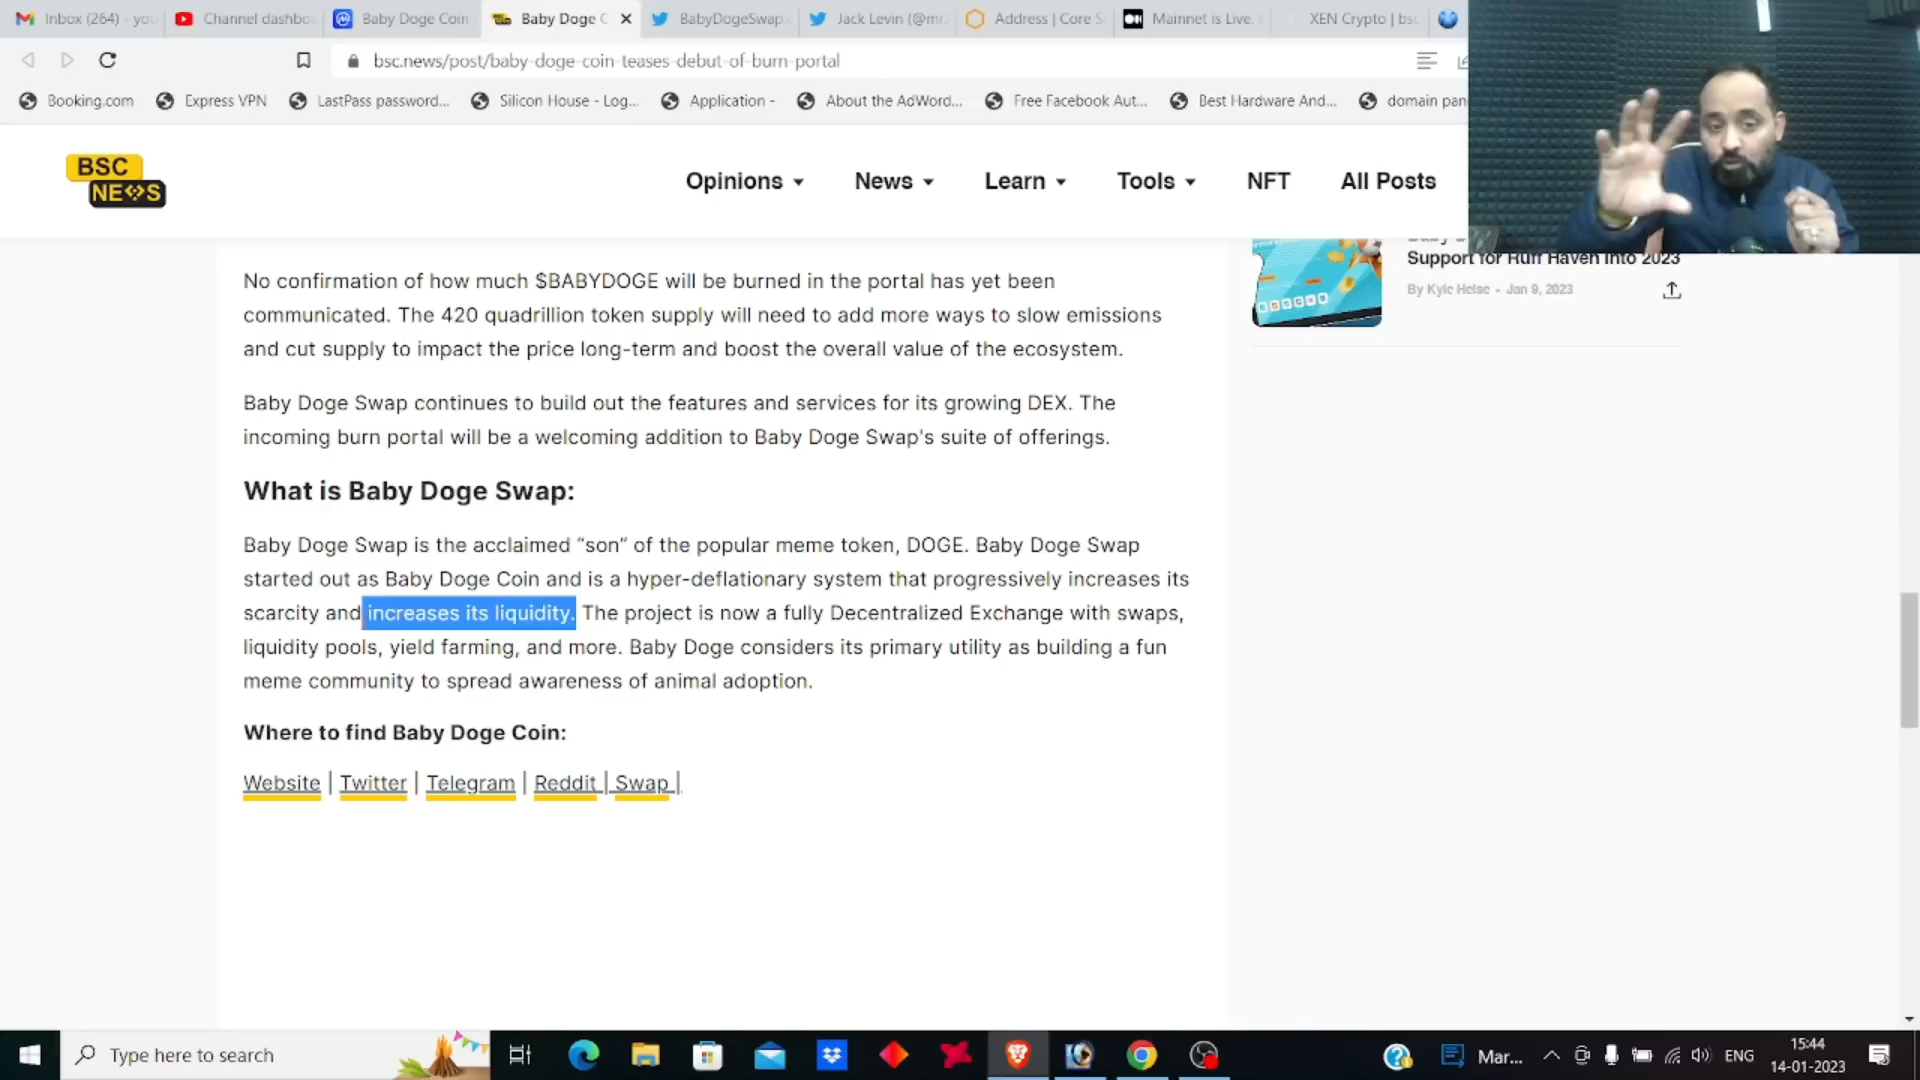 Inbox (264) - yo
Channel dashbo
Baby Doge Coin
Baby Doge C
BabyDogeSwap
Jack Levin (@mr
Address | Core S
Mainnet is Live.
XEN Crypto | bsc
bsc.news/post/baby-doge-coin-teases-debut-of-burn-portal
Booking.com
Express VPN
LastPass password...
Silicon House - Log...
Application -
About the AdWord...
Free Facebook Aut...
Best Hardware And...
domain pan
BSC
NEWS
Opinions
News
Learn
Tools
NFT
All Posts
Support for Ruff Haven Into 2023
By Kyle Heise - Jan 9, 2023
No confirmation of how much $BABYDOGE will be burned in the portal has yet been
communicated. The 420 quadrillion token supply will need to add more ways to slow emissions
and cut supply to impact the price long-term and boost the overall value of the ecosystem.
Baby Doge Swap continues to build out the features and services for its growing DEX. The
incoming burn portal will be a welcoming addition to Baby Doge Swap's suite of offerings.
What is Baby Doge Swap:
Baby Doge Swap is the acclaimed “son” of the popular meme token, DOGE. Baby Doge Swap
started out as Baby Doge Coin and is a hyper-deflationary system that progressively increases its
scarcity and increases its liquidity. The project is now a fully Decentralized Exchange with swaps,
liquidity pools, yield farming, and more. Baby Doge considers its primary utility as building a fun
meme community to spread awareness of animal adoption.
Where to find Baby Doge Coin:
Website | Twitter | Telegram | Reddit | Swap |
Type here to search
Mar...
ENG
15:44
14-01-2023